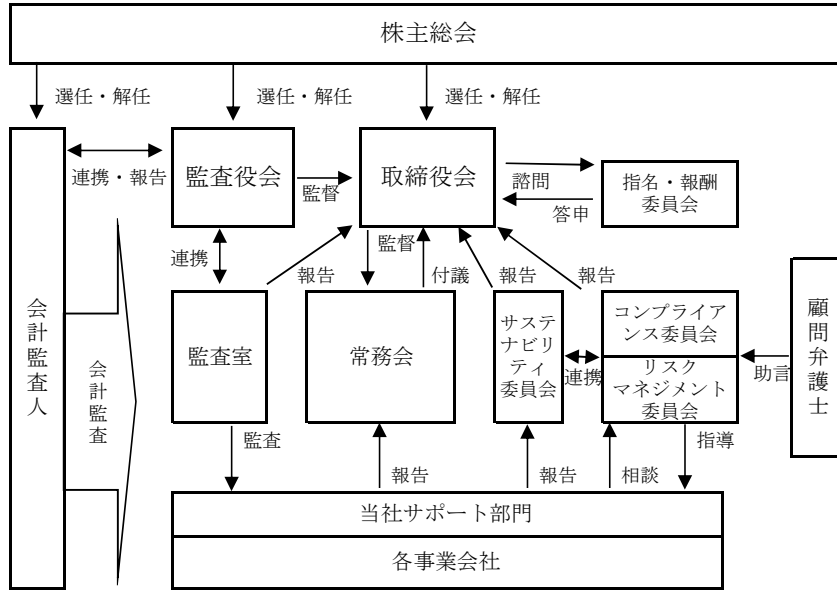 株主総会
選任・解任
選任・解任
選任・解任
連携・報告
監査役会
監督
取締役会
諮問
答申
指名・報酬
委員会
連携
報告
監督
付議
報告
報告
会計監査人
会計監査
監査室
常務会
サステ
ナビリ
ティ
委員会
連携
コンプライア
ンス委員会
リスク
マネジメント
委員会
助言
顧問弁護士
監査
報告
報告
相談
指導
当社サポート部門
各事業会社